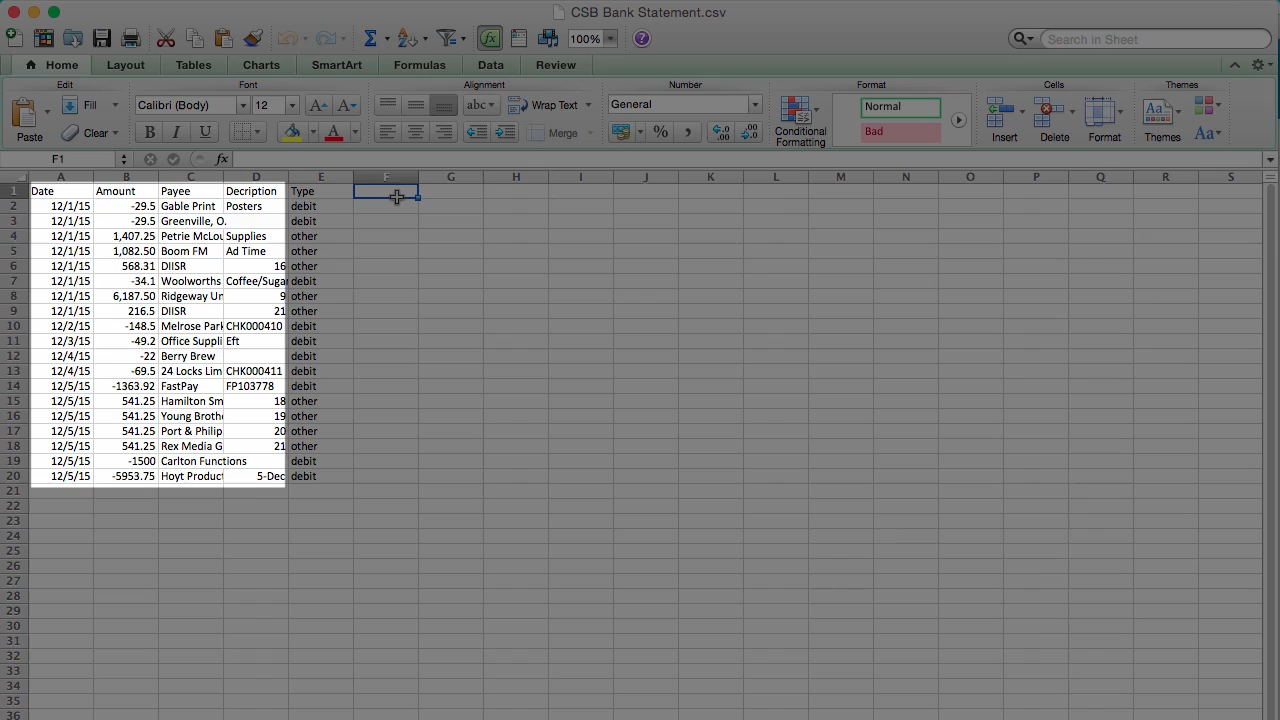 CSB Bank Statement.csv
100% Search in Sheet
Home Layout Tables Charts SmartArt Formulas Data Review
Edit Font Alignment Number Format Cells Themes
Fill Calibri (Body) 12 A A abc Wrap Text General Normal
Paste Clear B I U A Merge % Conditional Formatting Bad Insert Delete Format Themes Aa
F1 fx
A B C D E F G H I J K L M N O P Q R S
1 Date Amount Payee Decription Type
2 12/1/15 -29.5 Gable Print Posters debit
3 12/1/15 -29.5 Greenville, O. debit
4 12/1/15 1,407.25 Petrie McLou Supplies other
5 12/1/15 1,082.50 Boom FM Ad Time other
6 12/1/15 568.31 DIISR 16 other
7 12/1/15 -34.1 Woolworths Coffee/Sugar debit
8 12/1/15 6,187.50 Ridgeway Un 9 other
9 12/1/15 216.5 DIISR 21 other
10 12/2/15 -148.5 Melrose Park CHK000410 debit
11 12/3/15 -49.2 Office Suppli Eft debit
12 12/4/15 -22 Berry Brew debit
13 12/4/15 -69.5 24 Locks Lim CHK000411 debit
14 12/5/15 -1363.92 FastPay FP103778 debit
15 12/5/15 541.25 Hamilton Sm 18 other
16 12/5/15 541.25 Young Brothe 19 other
17 12/5/15 541.25 Port & Philip 20 other
18 12/5/15 541.25 Rex Media G 21 other
19 12/5/15 -1500 Carlton Functions debit
20 12/5/15 -5953.75 Hoyt Product 5-Dec debit
21
22
23
24
25
26
27
28
29
30
31
32
33
34
35
36